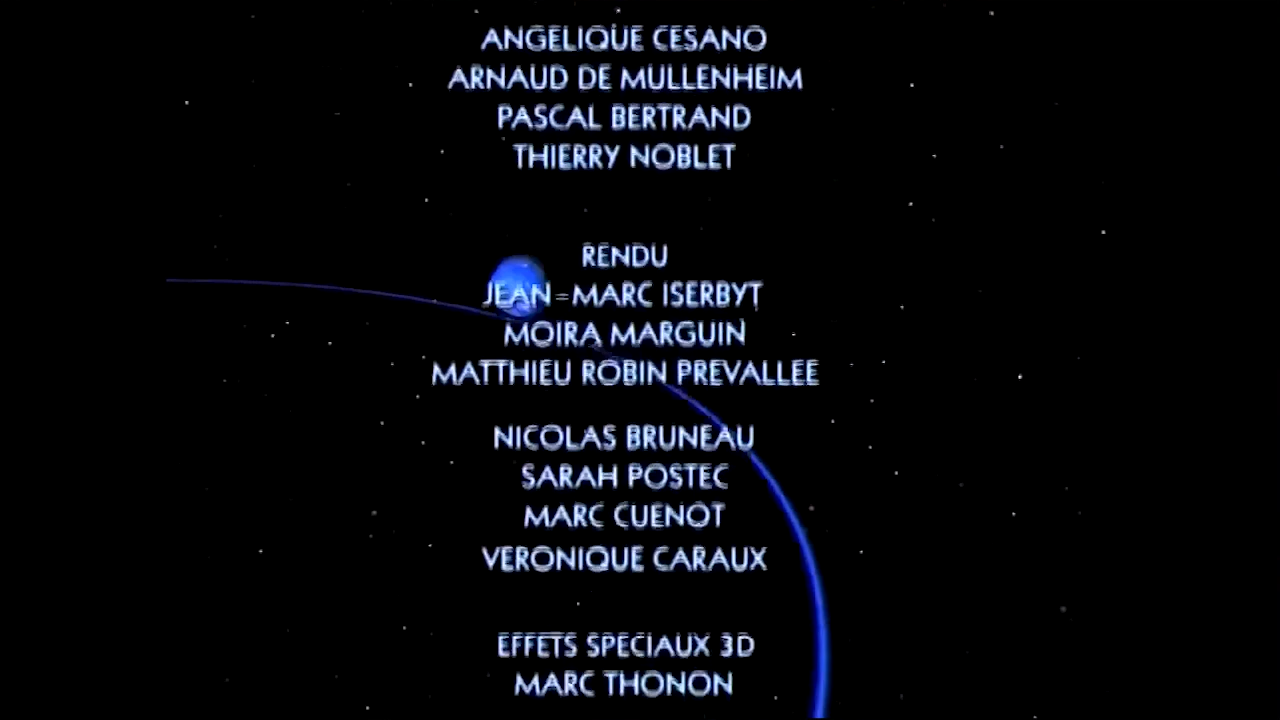 ANGELIQUE CESANO
ARNAUD DE MULLENHEIM
PASCAL BERTRAND
THIERRY NOBLET
RENDU
JEAN-MARC ISERBYT
MOIRA MARGUIN
MATTHIEU ROBIN PREVALLEE
NICOLAS BRUNEAU
SARAH POSTEC
MARC CUENOT
VERONIQUE CARAUX
EFFETS SPECIAUX 3D
MARC THONON